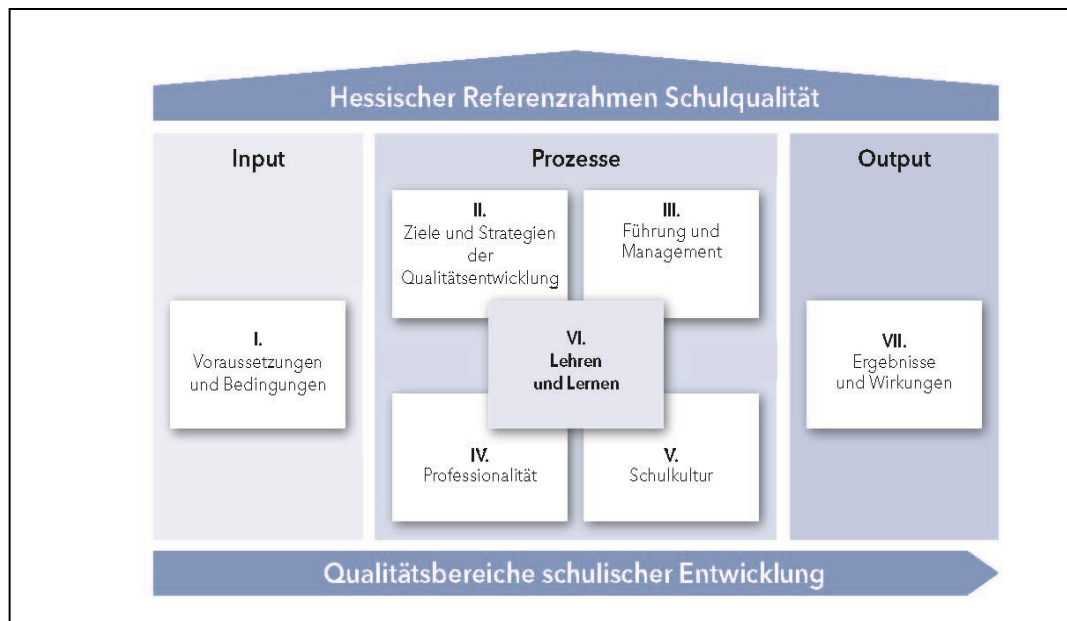 Hessischer Referenzrahmen Schulqualität
Input
Prozesse
Output
I.
Voraussetzungen
und Bedingungen
II.
Ziele und Strategien
der
Qualitätsentwicklung
III.
Führung und
Management
VI.
Lehren
und Lernen
IV.
Professionalität
V.
Schulkultur
VII.
Ergebnisse
und Wirkungen
Qualitätsbereiche schulischer Entwicklung